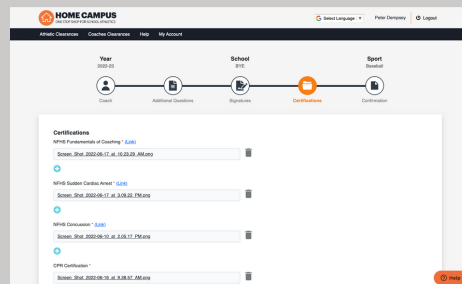 HOME CAMPUS
ONE STOP SHOP FOR SCHOOL ATHLETICS
Select Language ▼
Peter Dempsey
Logout
Athletic Clearances Coaches Clearances Help My Account
Year School Sport
2022-23 BYE Baseball
Coach Additional Questions Signatures Certifications Confirmation
Certifications
NFHS Fundamentals of Coaching * (Link)
Screen_Shot_2022-06-17_at_10.23.29_AM.png
NFHS Sudden Cardiac Arrest * (Link)
Screen_Shot_2022-06-17_at_3.09.22_PM.png
NFHS Concussion * (Link)
Screen_Shot_2022-06-10_at_2.05.17_PM.png
CPR Certification *
Screen_Shot_2022-06-16_at_9.38.57_AM.png
Help